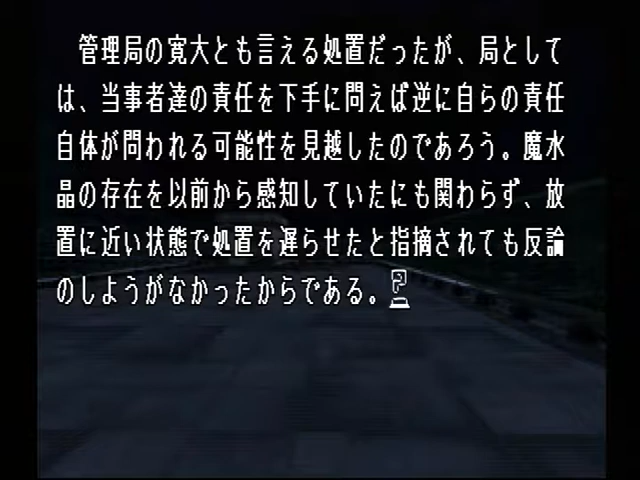 管理局の寛大とも言える処置だったが、局として
は、当事者達の責任を下手に問えば逆に自らの責任
自体が問われる可能性を見越したのであろう。魔水
晶の存在を以前から感知していたにも関わらず、放
置に近い状態で処置を遅らせたと指摘されても反論
のしようがなかったからである。